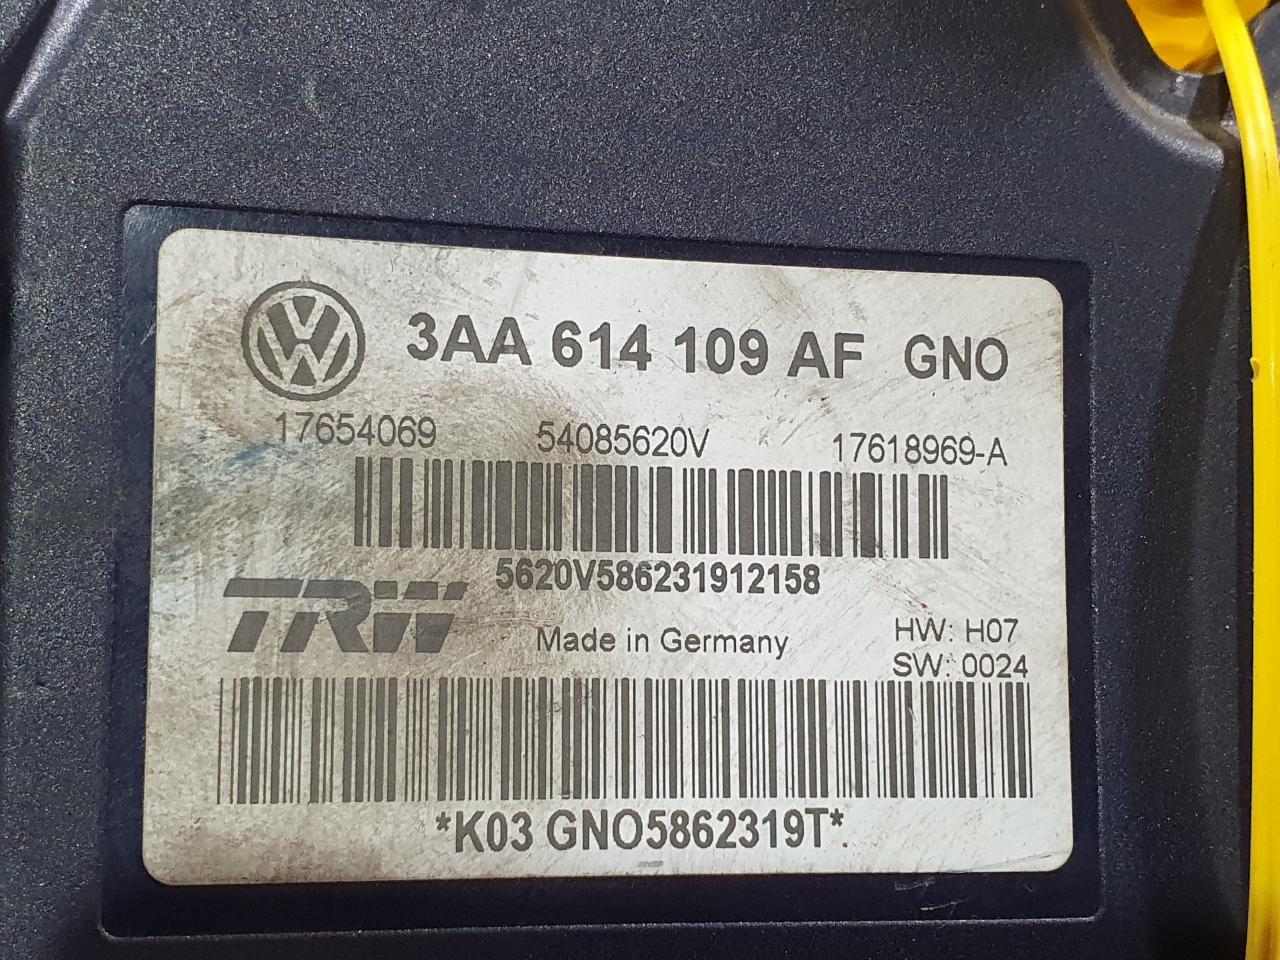 3AA 614 109 AF GNO
17654069 54085620V 17618969-A
5620V586231912158
TRW
Made in Germany
HW: H07
SW: 0024
*K03 GNO5862319T*